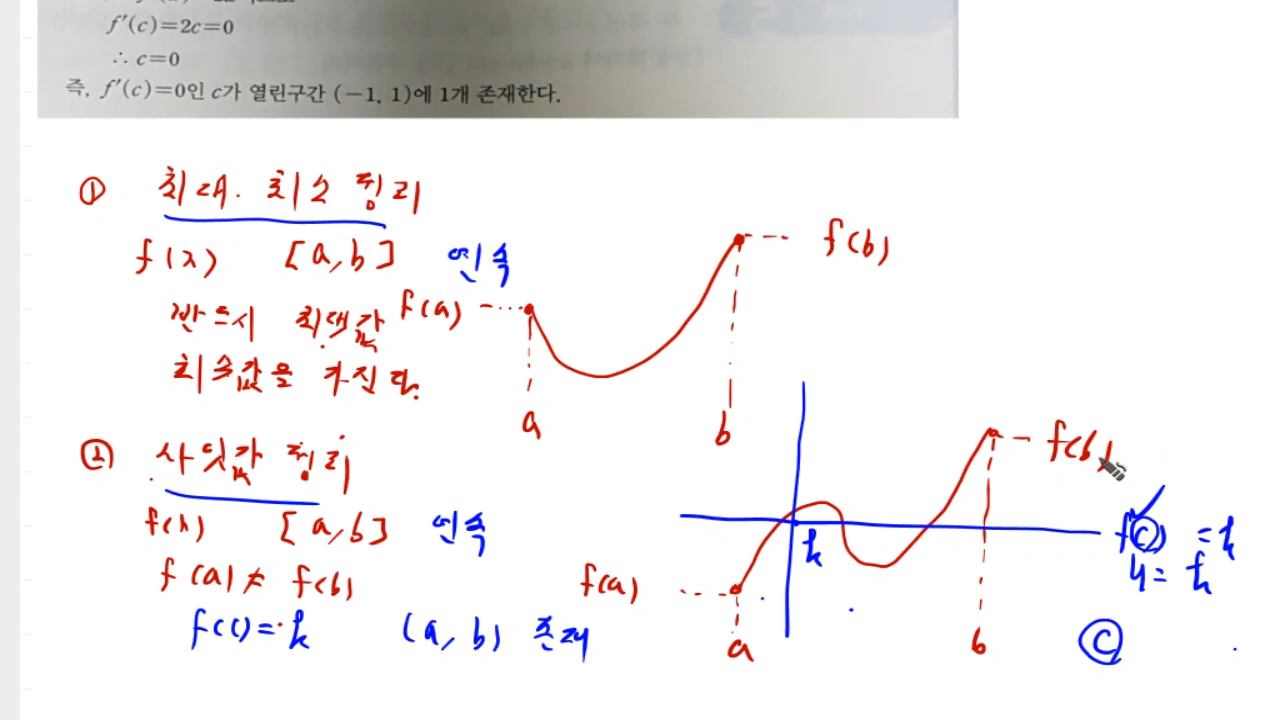 f′(c)=2c=0
∴ c=0
즉, f′(c)=0인 c가 열린구간 (−1, 1)에 1개 존재한다.
① 최대. 최소 정리
f(x) [a,b] 연속
반드시 최댓값
최솟값을 가진다.
f(a)
f(b)
a
b
② 사잇값 정리
f(x) [a,b] 연속
f(a)≠f(b)
f(c)=k (a, b) 존재
f(b)
f(a)
k
f(c) =k
y=k
a
b
ⓒ